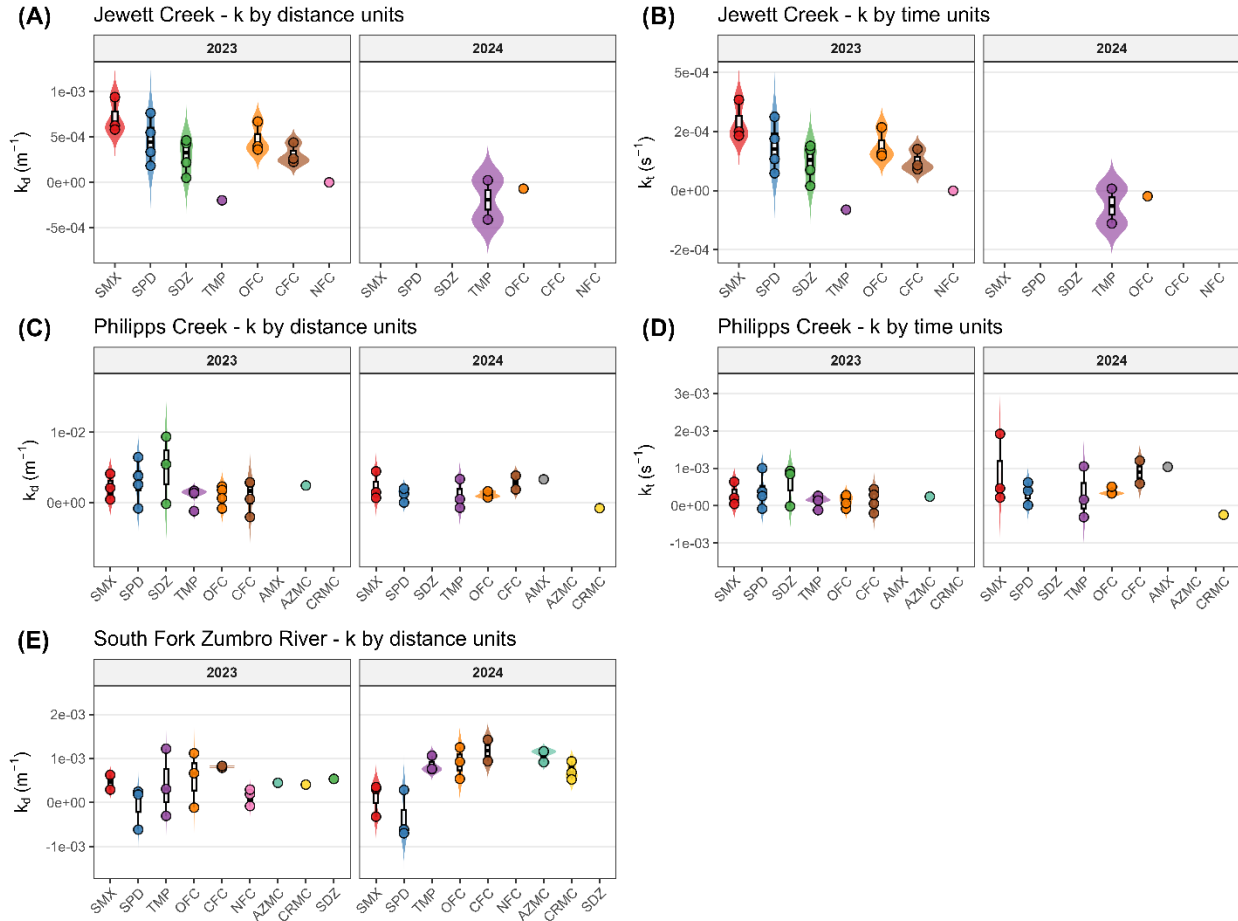 (A) Jewett Creek - k by distance units
2023 2024
k_d (m⁻¹)
1e-03
5e-04
0e+00
-5e-04
SMX SPD SDZ TMP OFC CFC NFC SMX SPD SDZ TMP OFC CFC NFC
(B) Jewett Creek - k by time units
2023 2024
k_t (s⁻¹)
5e-04
2e-04
0e+00
-2e-04
SMX SPD SDZ TMP OFC CFC NFC SMX SPD SDZ TMP OFC CFC NFC
(C) Philipps Creek - k by distance units
2023 2024
k_d (m⁻¹)
1e-02
0e+00
SMX SPD SDZ TMP OFC CFC AMX AZMC CRMC SMX SPD SDZ TMP OFC CFC AMX AZMC CRMC
(D) Philipps Creek - k by time units
2023 2024
k_t (s⁻¹)
3e-03
2e-03
1e-03
0e+00
-1e-03
SMX SPD SDZ TMP OFC CFC AMX AZMC CRMC SMX SPD SDZ TMP OFC CFC AMX AZMC CRMC
(E) South Fork Zumbro River - k by distance units
2023 2024
k_d (m⁻¹)
2e-03
1e-03
0e+00
-1e-03
SMX SPD TMP OFC CFC NFC AZMC CRMC SDZ SMX SPD TMP OFC CFC NFC AZMC CRMC SDZ